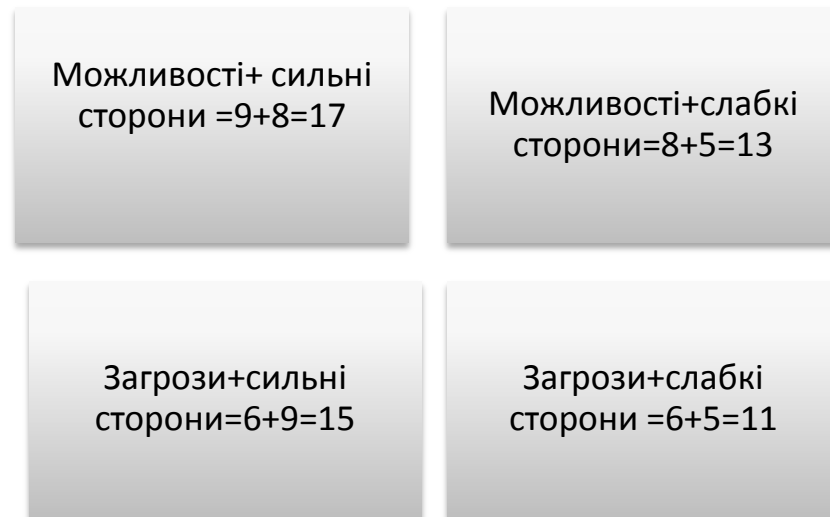 Можливості+ сильні
сторони =9+8=17
Можливості+слабкі
сторони=8+5=13
Загрози+сильні
сторони=6+9=15
Загрози+слабкі
сторони =6+5=11